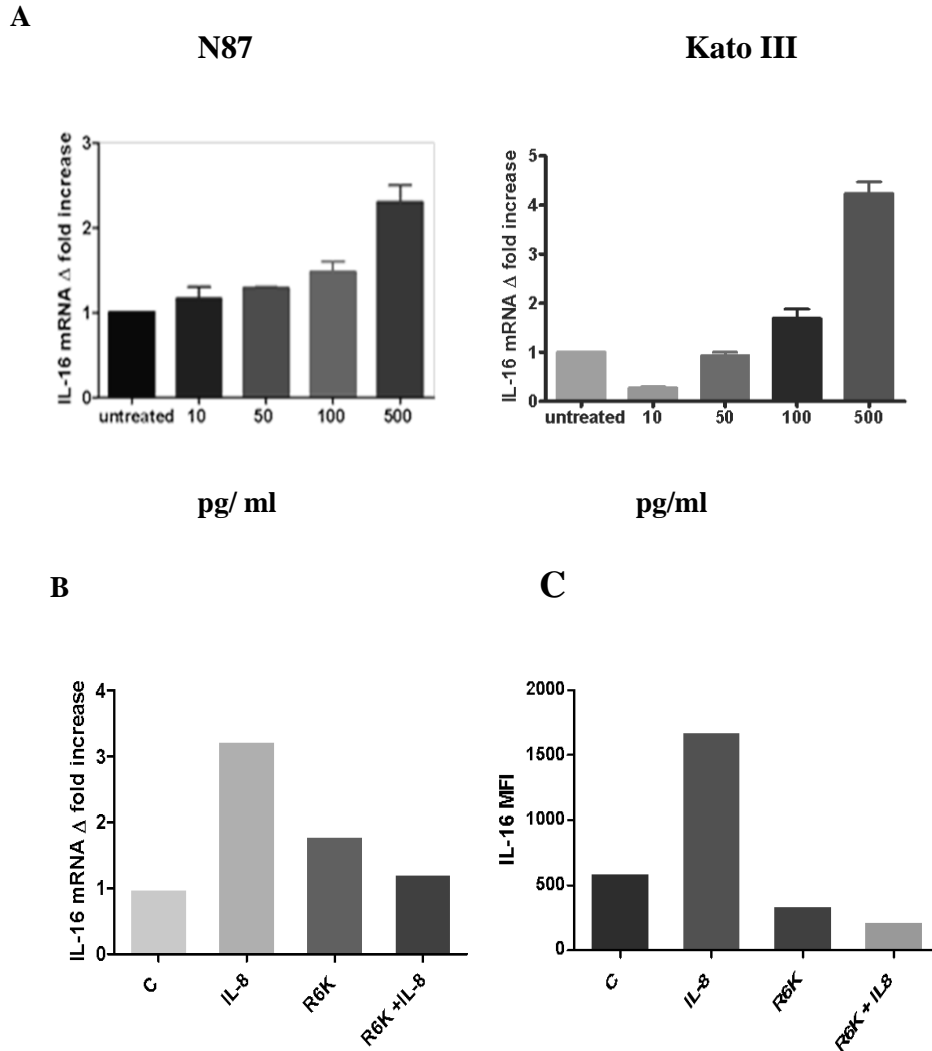 A
N87
Kato III
IL-16 mRNA Δ fold increase
3
2
1
0
untreated 10 50 100 500
pg/ ml
IL-16 mRNA Δ fold increase
5
4
3
2
1
0
untreated 10 50 100 500
pg/ml
B
IL-16 mRNA Δ fold increase
4
3
2
1
0
C IL-8 R6K R6K +IL-8
C
IL-16 MFI
2000
1500
1000
500
0
C IL-8 R6K R6K + IL8